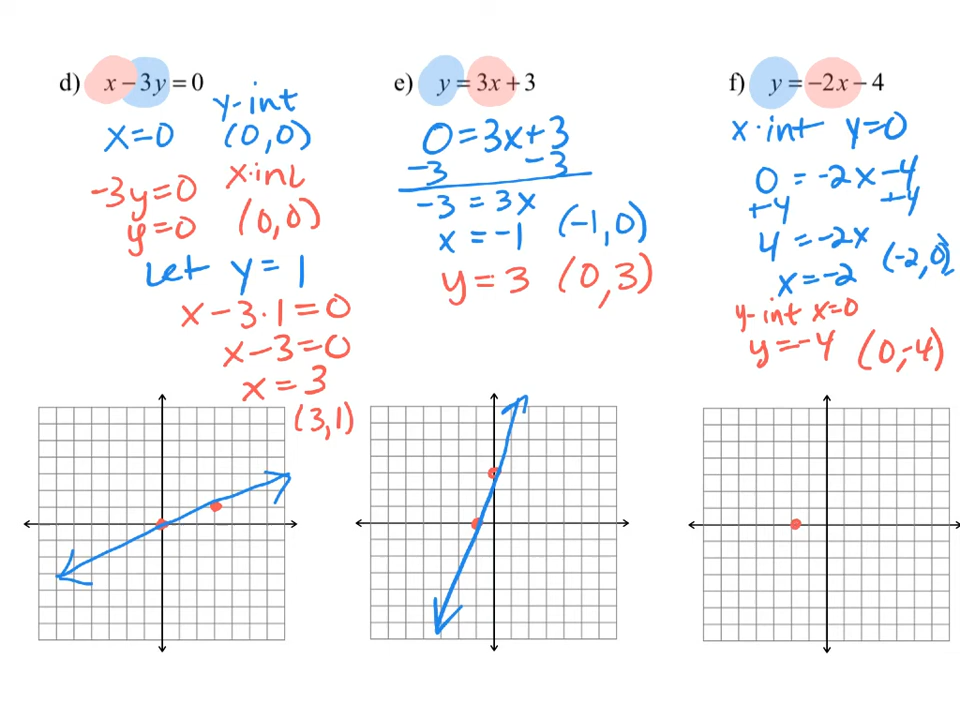 d) x − 3y = 0
y-int
x=0 (0,0)
-3y=0 x-int
y=0 (0,0)
Let y = 1
x - 3·1 = 0
x - 3 = 0
x = 3
(3,1)
e) y = 3x + 3
0 = 3x+3
-3 -3
-3 = 3x
x = -1 (-1,0)
y = 3 (0,3)
f) y = −2x − 4
x-int y=0
0 = -2x-4
+4 +4
4 = -2x
x = -2 (-2,0)
y-int x=0
y = -4 (0,-4)